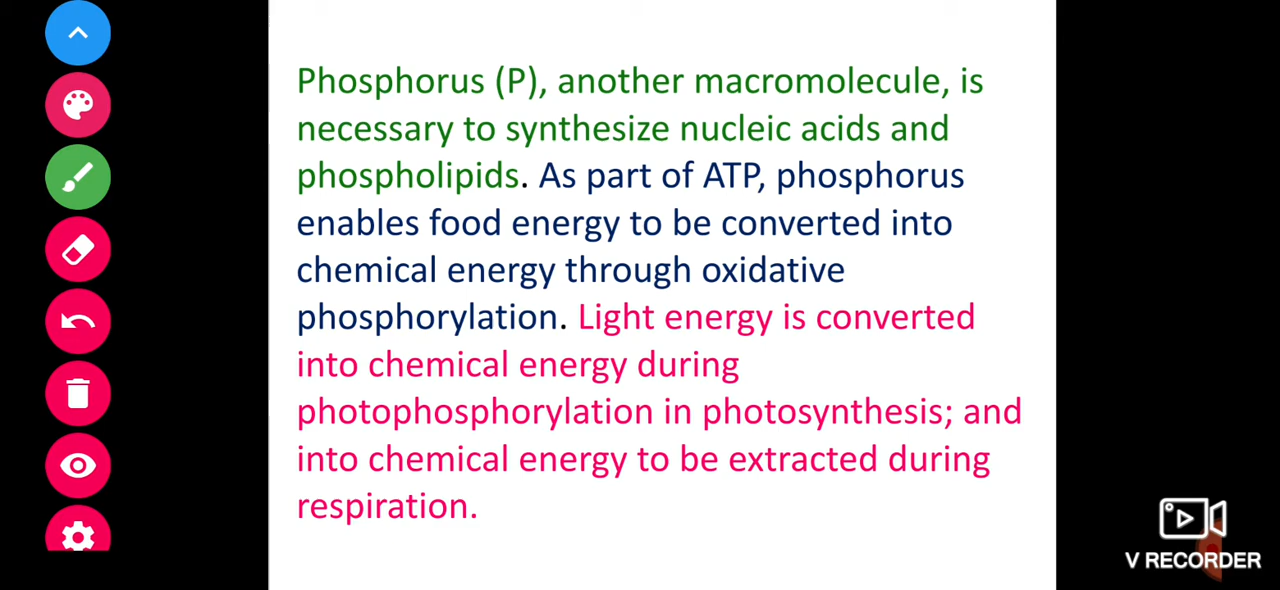 Phosphorus (P), another macromolecule, is
necessary to synthesize nucleic acids and
phospholipids. As part of ATP, phosphorus
enables food energy to be converted into
chemical energy through oxidative
phosphorylation. Light energy is converted
into chemical energy during
photophosphorylation in photosynthesis; and
into chemical energy to be extracted during
respiration.
V RECORDER